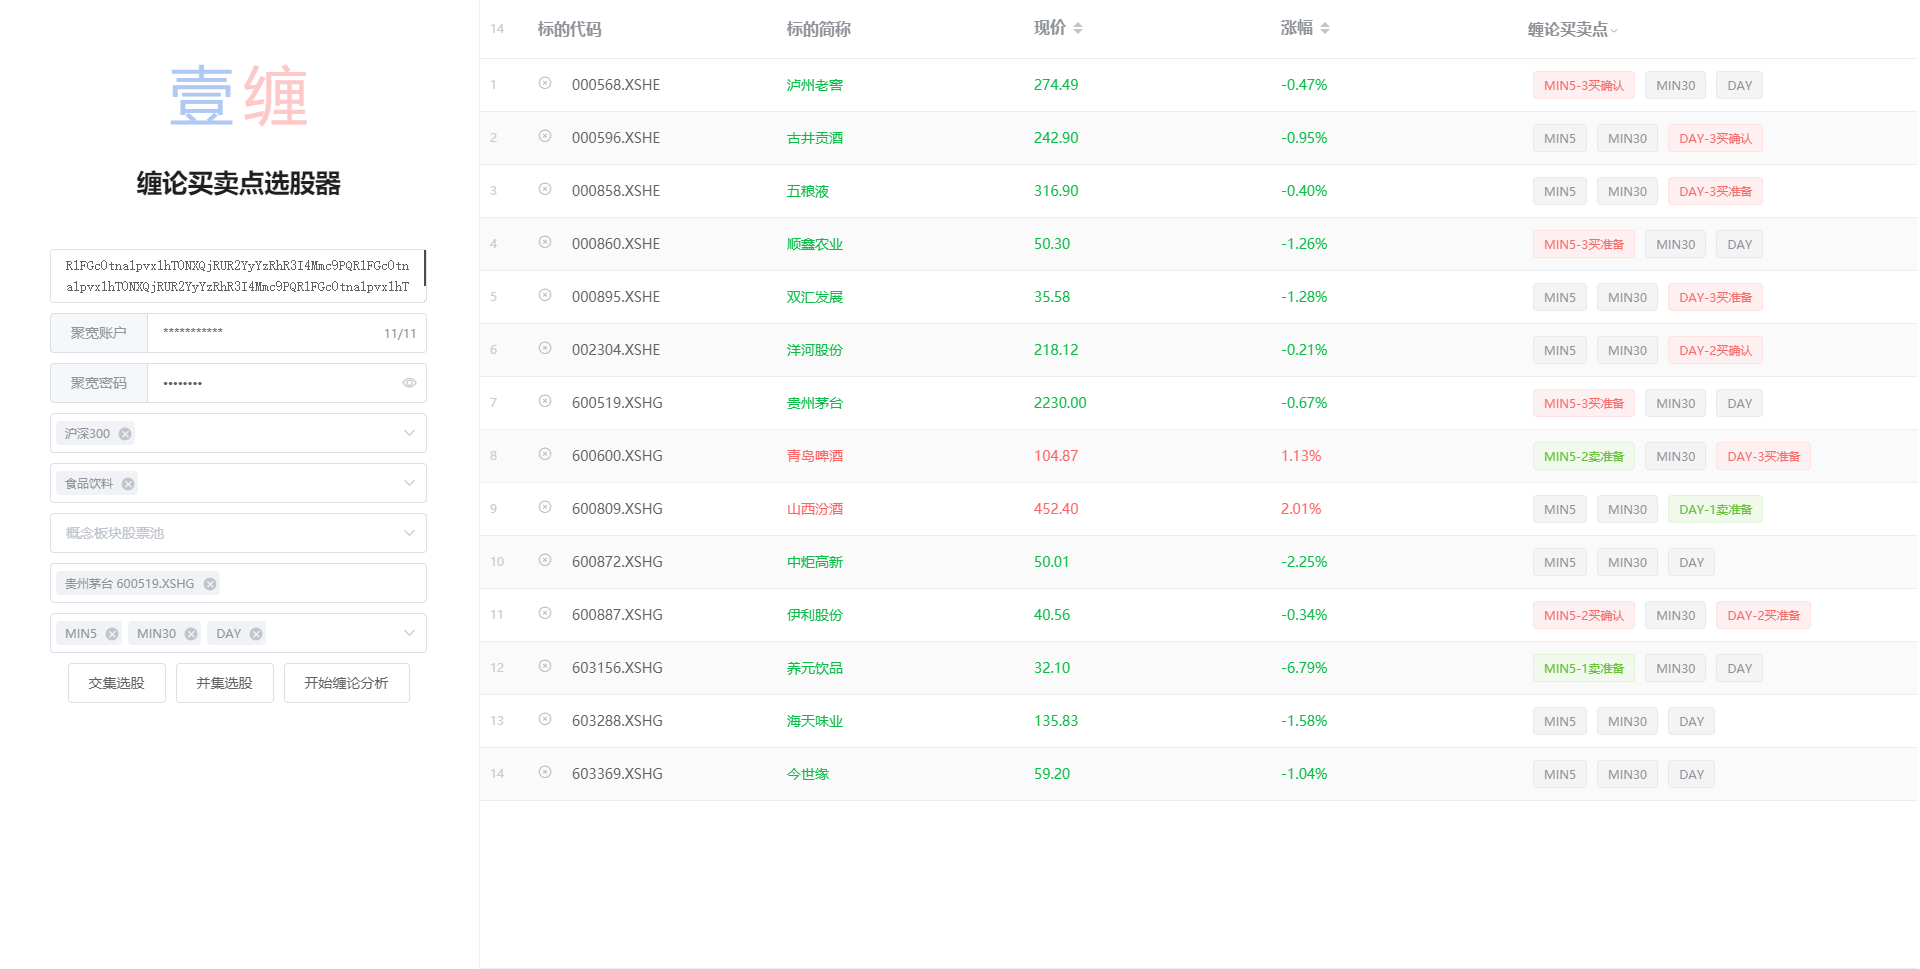 壹缠
缠论买卖点选股器
R1FGcOtna1pvx1hTONXQjRUR2YyYzRhR3I4Mmc9PQR1FGcOtn
a1pvx1hTONXQjRUR2YyYzRhR3I4Mmc9PQR1FGcOtna1pvx1hT
聚宽账户 *********** 11/11
聚宽密码 ••••••••
沪深300
食品饮料
概念板块股票池
贵州茅台 600519.XSHG
MIN5 MIN30 DAY
交集选股 并集选股 开始缠论分析
14 标的代码 标的简称 现价 涨幅 缠论买卖点
1 000568.XSHE 泸州老窖 274.49 -0.47% MIN5-3买确认 MIN30 DAY
2 000596.XSHE 古井贡酒 242.90 -0.95% MIN5 MIN30 DAY-3买确认
3 000858.XSHE 五粮液 316.90 -0.40% MIN5 MIN30 DAY-3买准备
4 000860.XSHE 顺鑫农业 50.30 -1.26% MIN5-3买准备 MIN30 DAY
5 000895.XSHE 双汇发展 35.58 -1.28% MIN5 MIN30 DAY-3买准备
6 002304.XSHE 洋河股份 218.12 -0.21% MIN5 MIN30 DAY-2买确认
7 600519.XSHG 贵州茅台 2230.00 -0.67% MIN5-3买准备 MIN30 DAY
8 600600.XSHG 青岛啤酒 104.87 1.13% MIN5-2卖准备 MIN30 DAY-3买准备
9 600809.XSHG 山西汾酒 452.40 2.01% MIN5 MIN30 DAY-1卖准备
10 600872.XSHG 中炬高新 50.01 -2.25% MIN5 MIN30 DAY
11 600887.XSHG 伊利股份 40.56 -0.34% MIN5-2买确认 MIN30 DAY-2买准备
12 603156.XSHG 养元饮品 32.10 -6.79% MIN5-1卖准备 MIN30 DAY
13 603288.XSHG 海天味业 135.83 -1.58% MIN5 MIN30 DAY
14 603369.XSHG 今世缘 59.20 -1.04% MIN5 MIN30 DAY